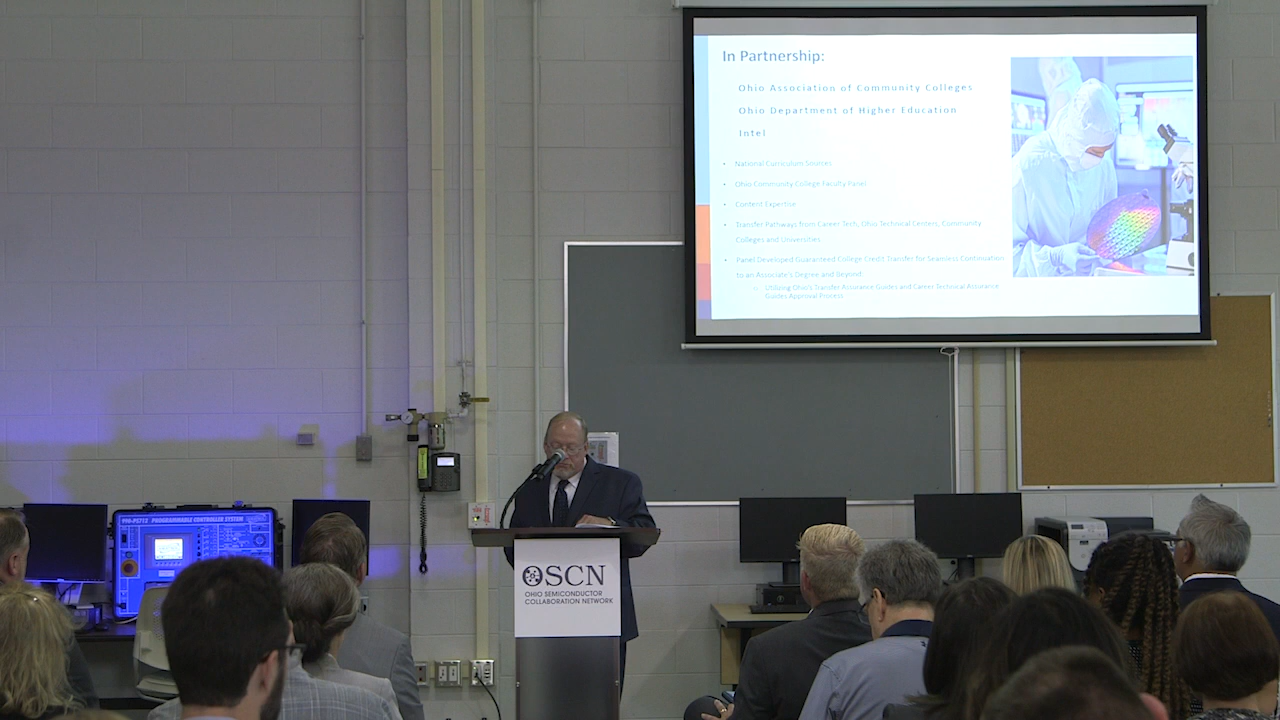 In Partnership:
Ohio Association of Community Colleges
Ohio Department of Higher Education
Intel
• National Curriculum Sources
• Ohio Community College Faculty Panel
• Content Expertise
• Transfer Pathways from Career Tech, Ohio Technical Centers, Community
Colleges and Universities
• Panel Developed Guaranteed College Credit Transfer for Seamless Continuation
to an Associate's Degree and Beyond
o Utilizing Ohio's Transfer Assurance Guides and Career Technical Assurance
Guides Approval Process
990-PS712 PROGRAMMABLE CONTROLLER SYSTEM
OSCN
OHIO SEMICONDUCTOR
COLLABORATION NETWORK